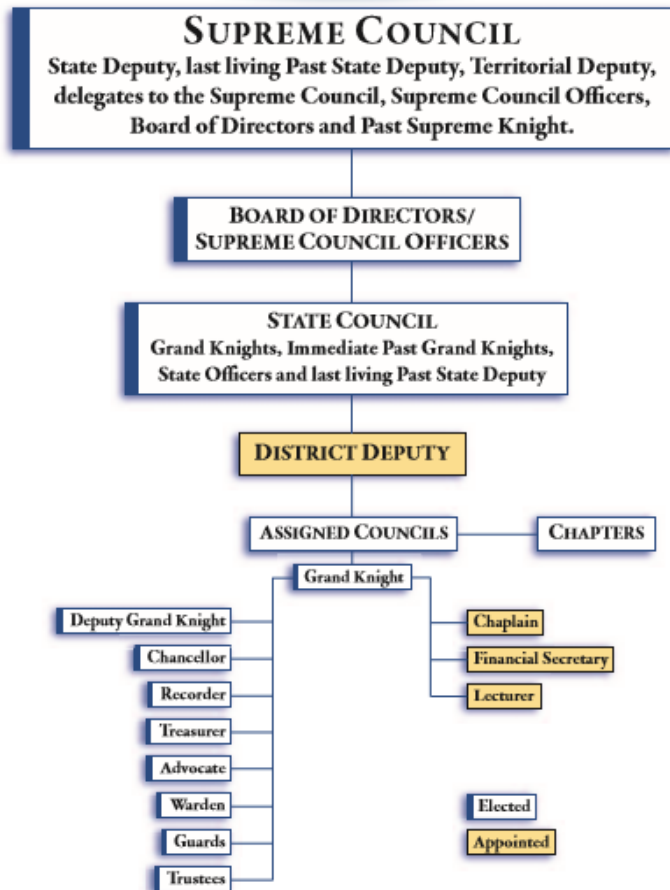 SUPREME COUNCIL
State Deputy, last living Past State Deputy, Territorial Deputy,
delegates to the Supreme Council, Supreme Council Officers,
Board of Directors and Past Supreme Knight.
BOARD OF DIRECTORS/
SUPREME COUNCIL OFFICERS
STATE COUNCIL
Grand Knights, Immediate Past Grand Knights,
State Officers and last living Past State Deputy
DISTRICT DEPUTY
ASSIGNED COUNCILS
CHAPTERS
Grand Knight
Deputy Grand Knight
Chancellor
Recorder
Treasurer
Advocate
Warden
Guards
Trustees
Chaplain
Financial Secretary
Lecturer
Elected
Appointed